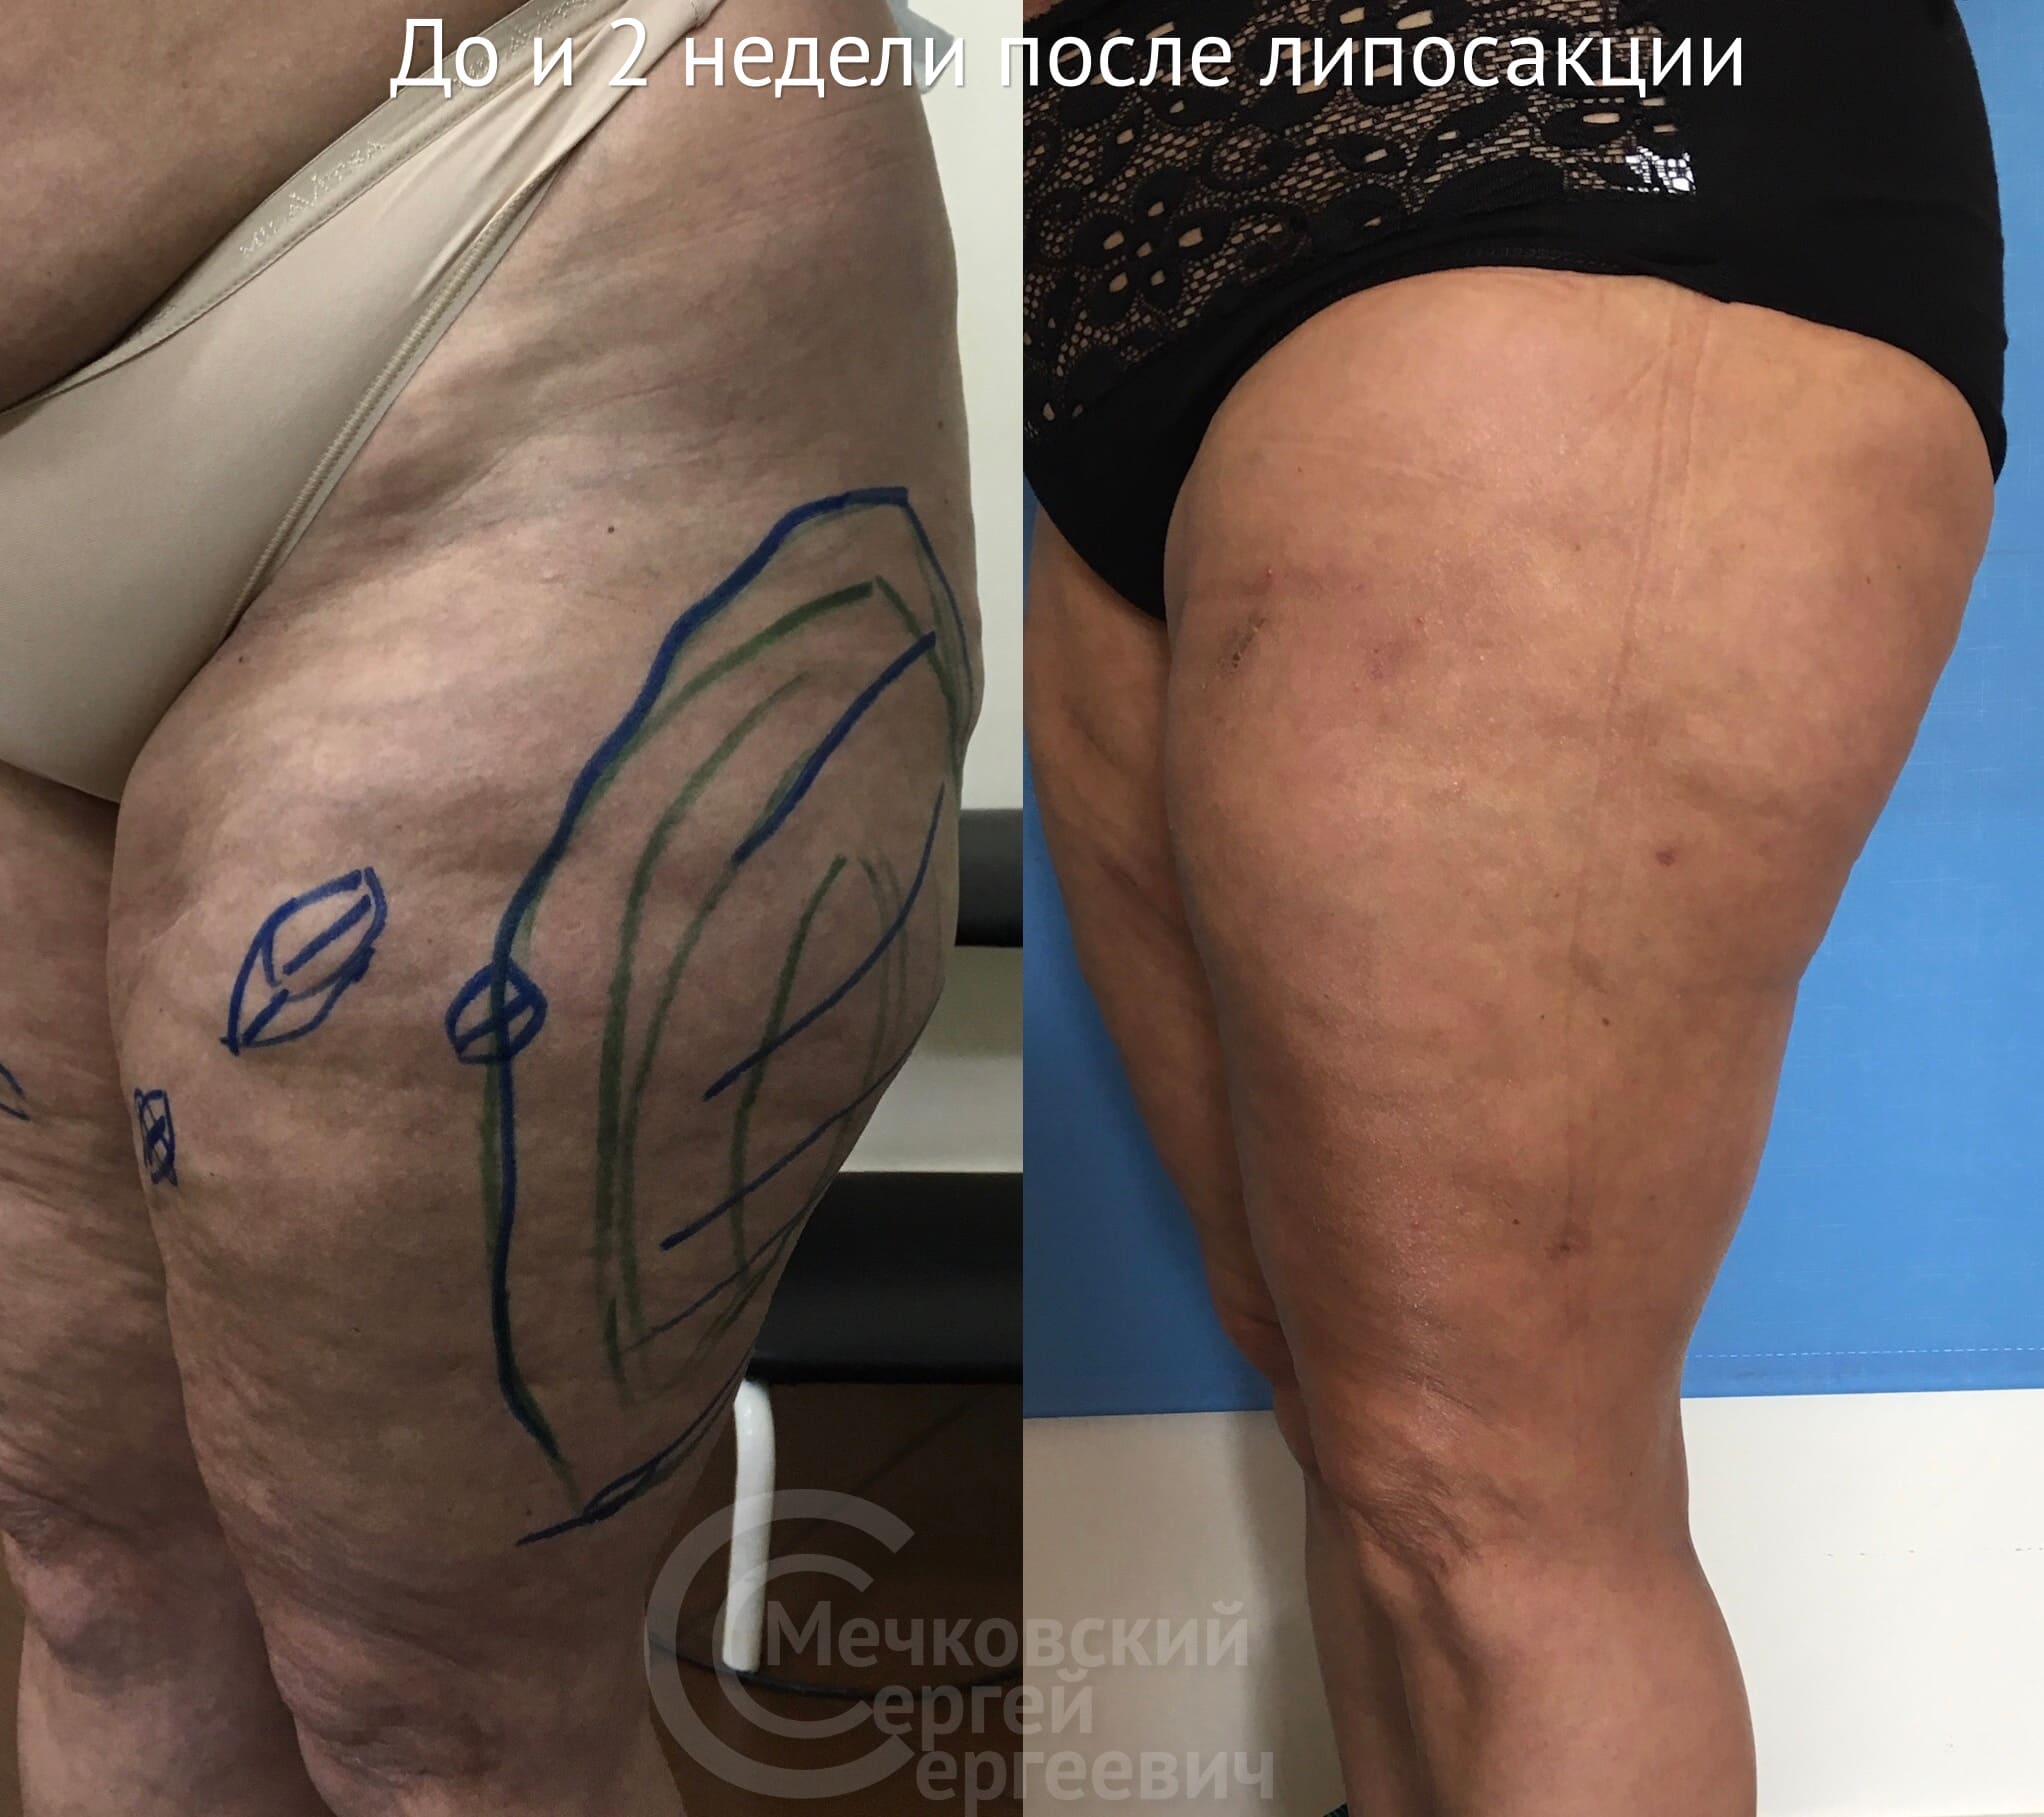 До и 2 недели после липосакции
Мечковский
Сергей
Сергеевич